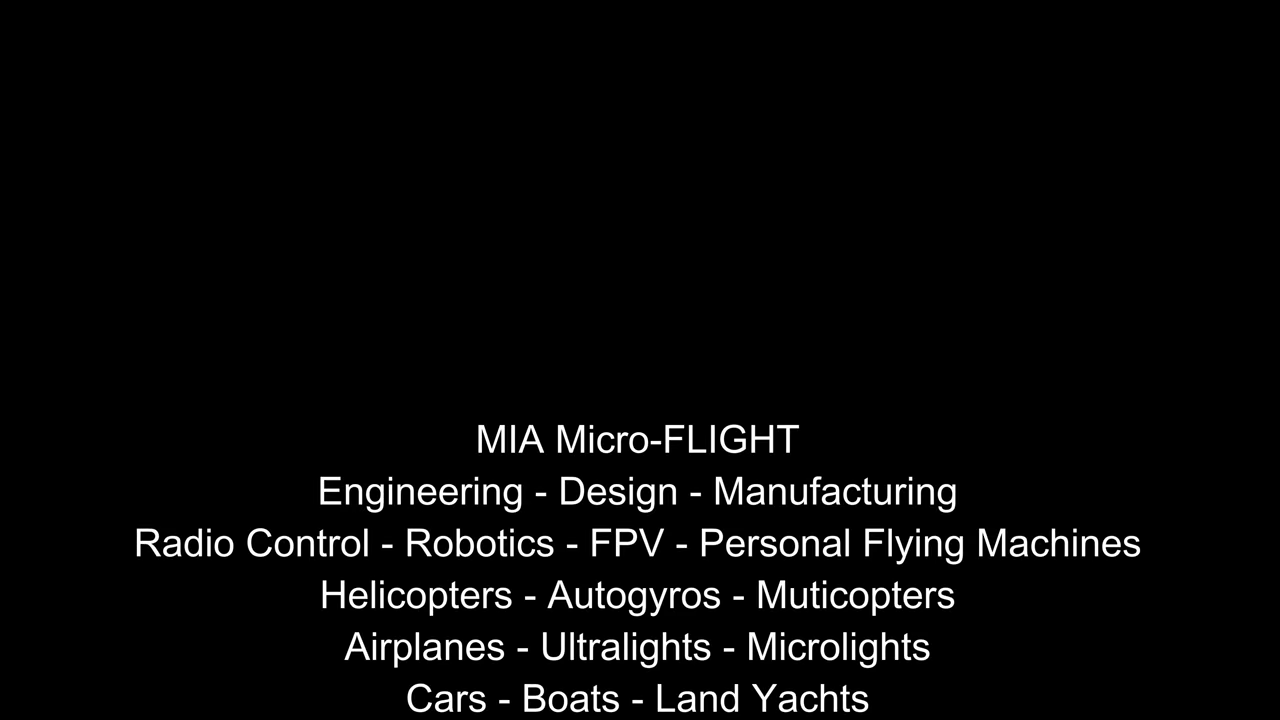 MIA Micro-FLIGHT
Engineering - Design - Manufacturing
Radio Control - Robotics - FPV - Personal Flying Machines
Helicopters - Autogyros - Muticopters
Airplanes - Ultralights - Microlights
Cars - Boats - Land Yachts